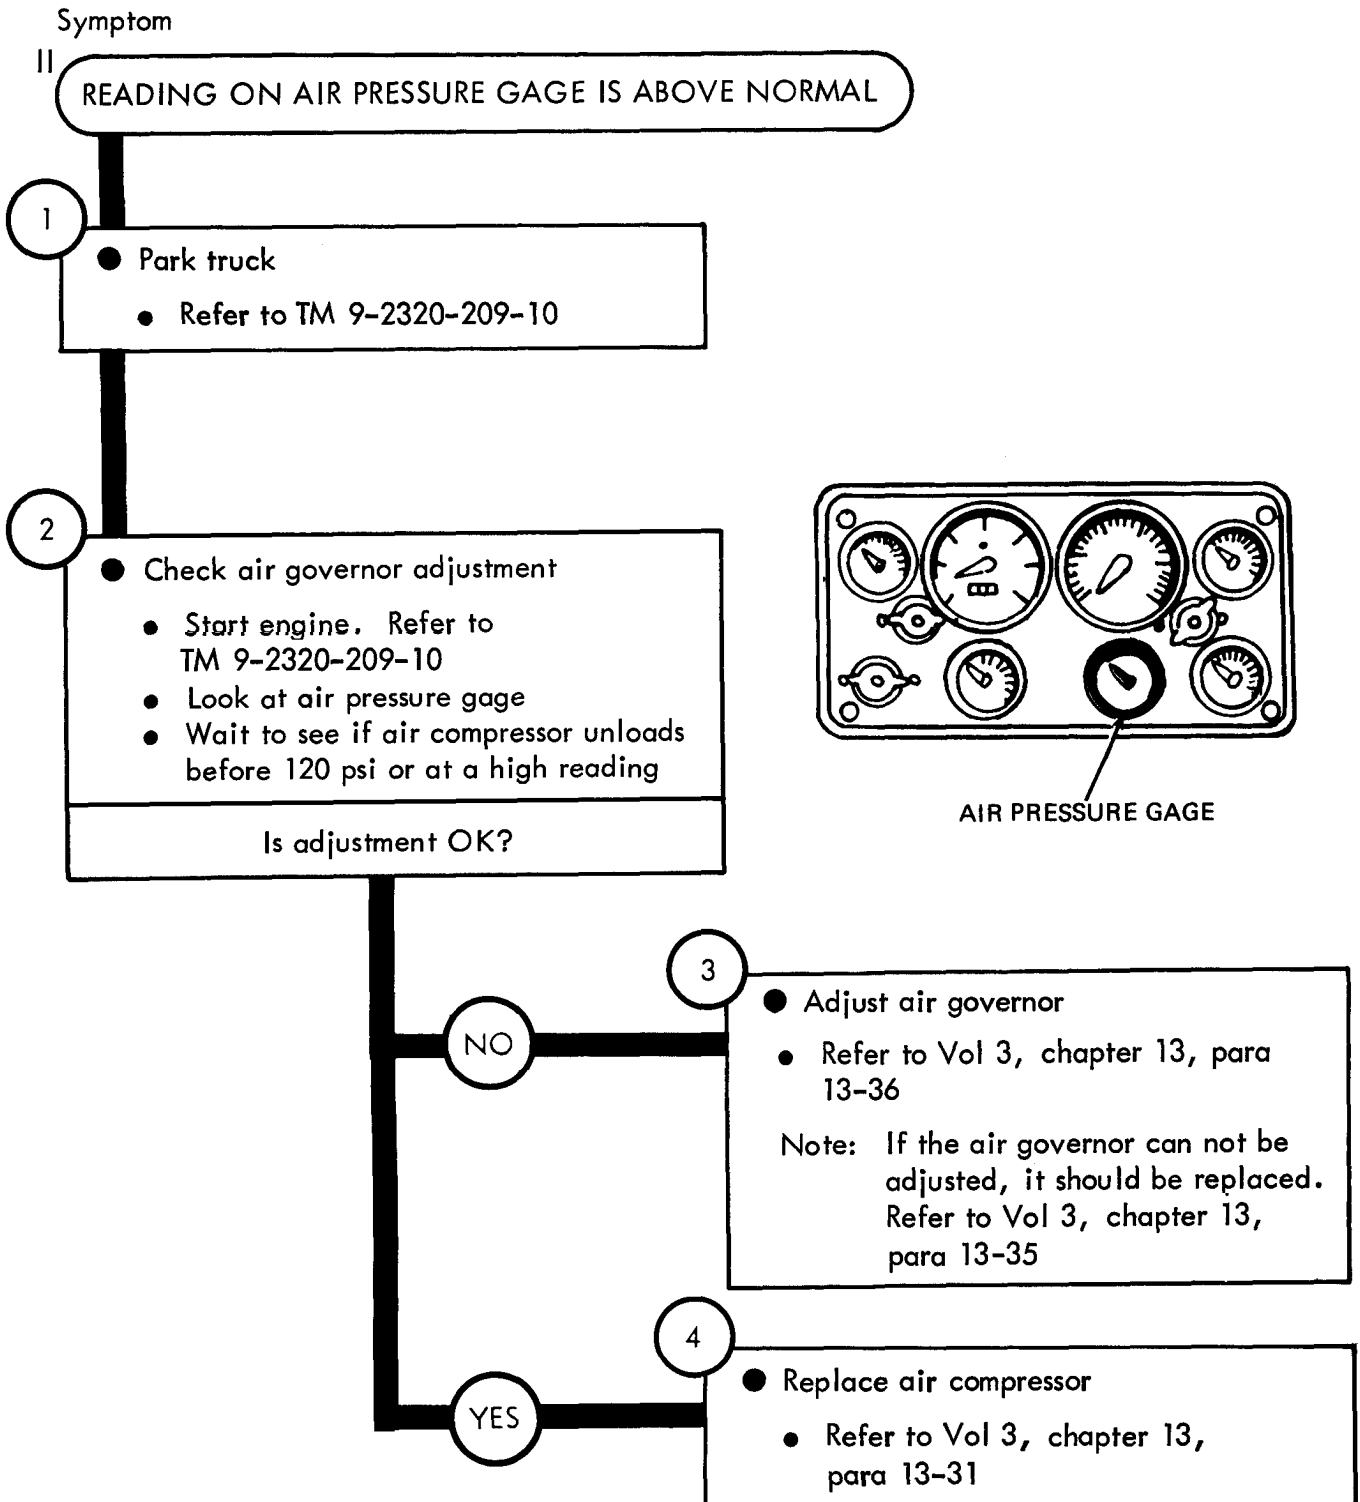 Symptom
II
READING ON AIR PRESSURE GAGE IS ABOVE NORMAL
1
● Park truck
● Refer to TM 9-2320-209-10
2
● Check air governor adjustment
● Start engine. Refer to
TM 9-2320-209-10
● Look at air pressure gage
● Wait to see if air compressor unloads
before 120 psi or at a high reading
Is adjustment OK?
AIR PRESSURE GAGE
NO
3
● Adjust air governor
● Refer to Vol 3, chapter 13, para
13-36
Note: If the air governor can not be
adjusted, it should be replaced.
Refer to Vol 3, chapter 13,
para 13-35
YES
4
● Replace air compressor
● Refer to Vol 3, chapter 13,
para 13-31